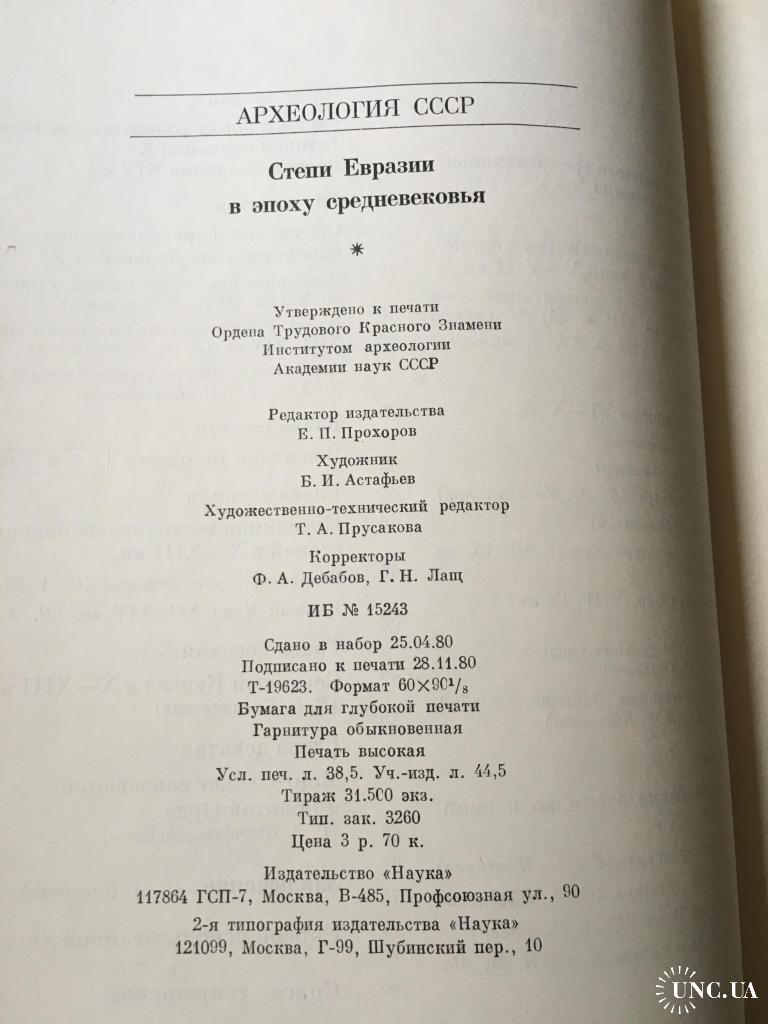 АРХЕОЛОГИЯ СССР
Степи Евразии
в эпоху средневековья
*
Утверждено к печати
Ордена Трудового Красного Знамени
Институтом археологии
Академии наук СССР
Редактор издательства
Е. П. Прохоров
Художник
Б. И. Астафьев
Художественно-технический редактор
Т. А. Прусакова
Корректоры
Ф. А. Дебабов, Г. Н. Лащ
ИБ № 15243
Сдано в набор 25.04.80
Подписано к печати 28.11.80
Т-19623. Формат 60×90¹/₈
Бумага для глубокой печати
Гарнитура обыкновенная
Печать высокая
Усл. печ. л. 38,5. Уч.-изд. л. 44,5
Тираж 31.500 экз.
Тип. зак. 3260
Цена 3 р. 70 к.
Издательство «Наука»
117864 ГСП-7, Москва, В-485, Профсоюзная ул., 90
2-я типография издательства «Наука»
121099, Москва, Г-99, Шубинский пер., 10
UNC.UA